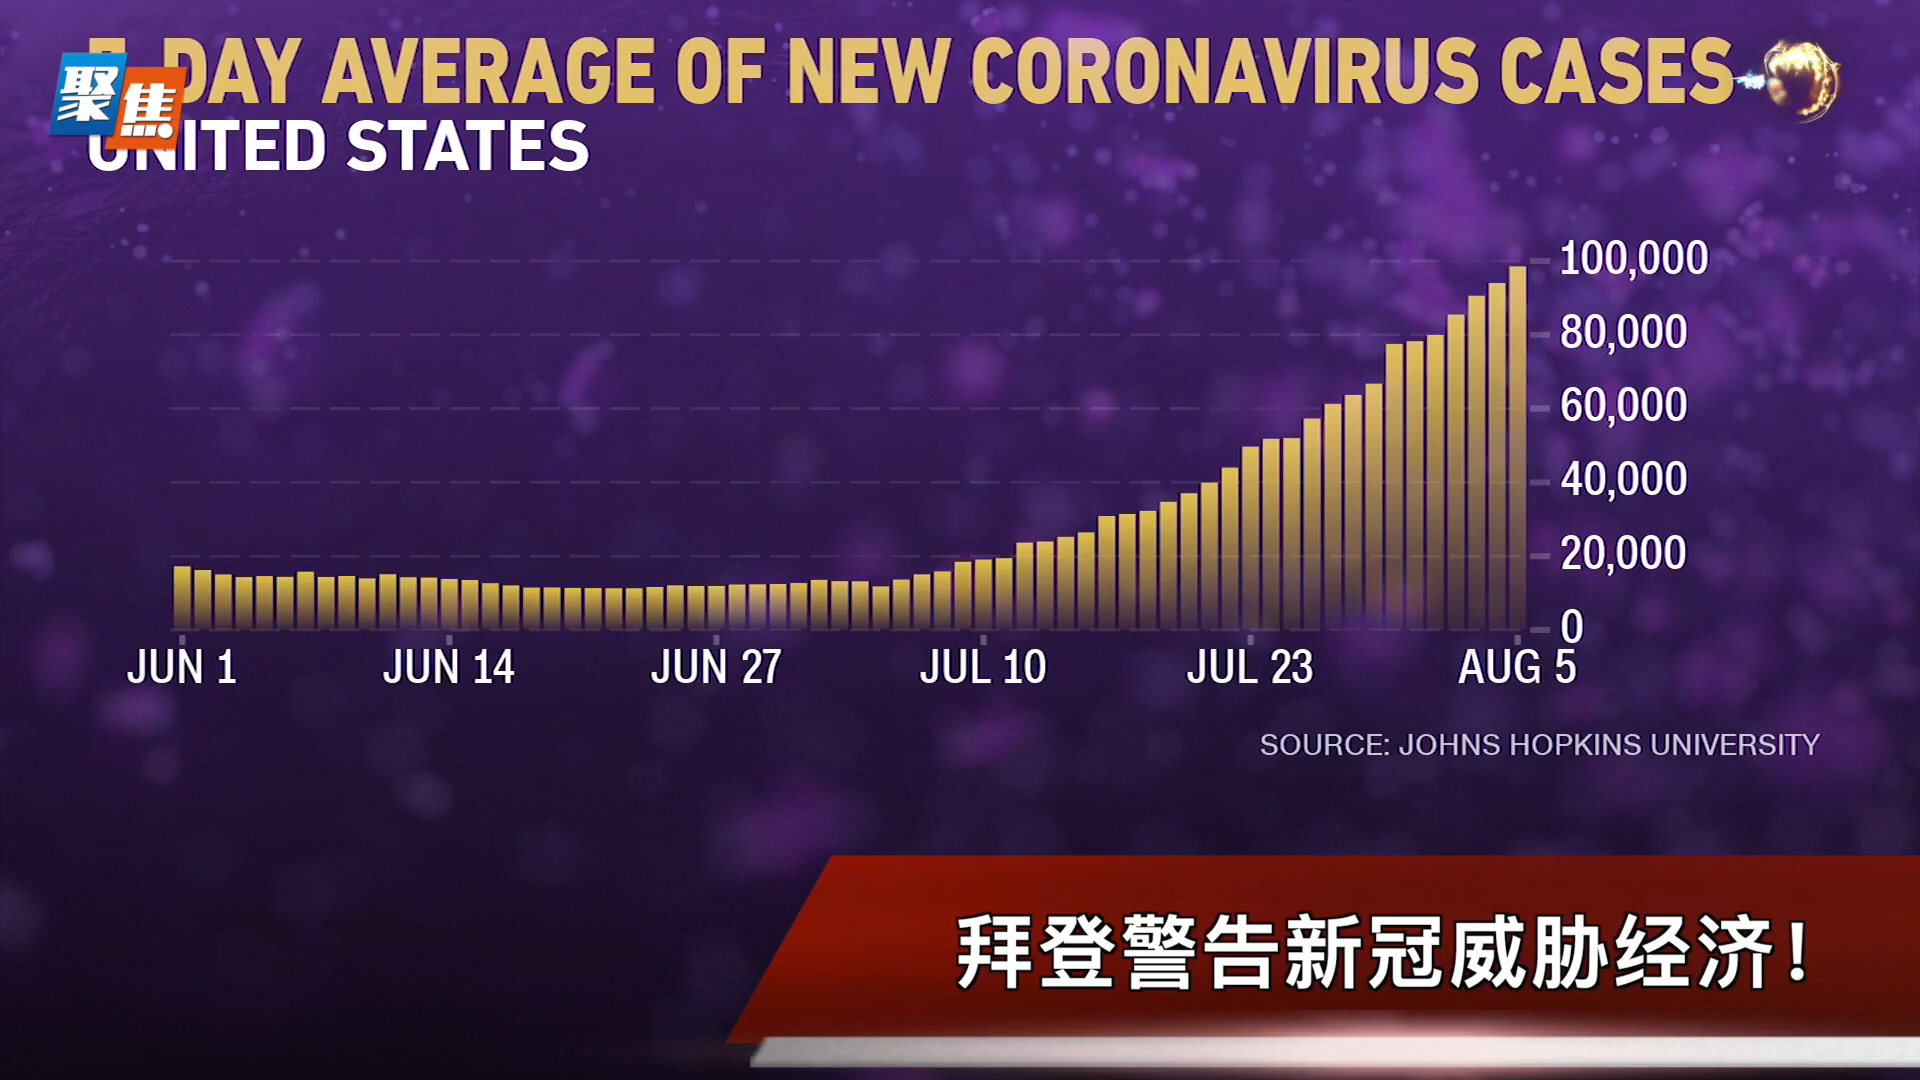 DAY AVERAGE OF NEW CORONAVIRUS CASES
聚焦
UNITED STATES
100,000
80,000
60,000
40,000
20,000
0
JUN 1 JUN 14 JUN 27 JUL 10 JUL 23 AUG 5
SOURCE: JOHNS HOPKINS UNIVERSITY
拜登警告新冠威胁经济！